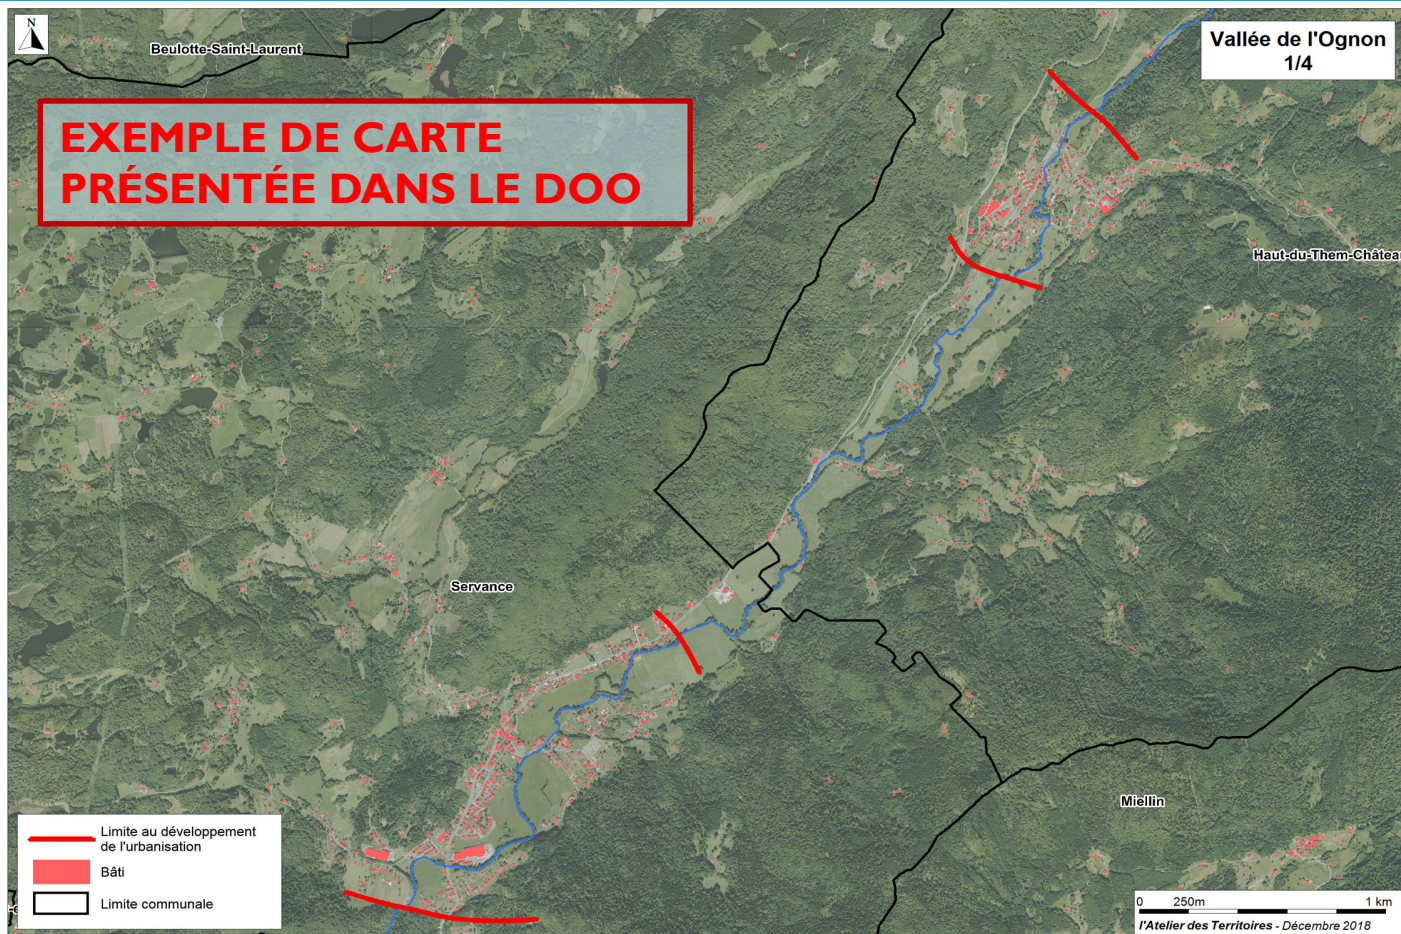 N
Beulotte-Saint-Laurent
Vallée de l'Ognon
1/4
EXEMPLE DE CARTE
PRÉSENTÉE DANS LE DOO
Haut-du-Them-Châtea
Servance
Miellin
Limite au développement
de l'urbanisation
Bâti
Limite communale
0 250m 1 km
l'Atelier des Territoires - Décembre 2018